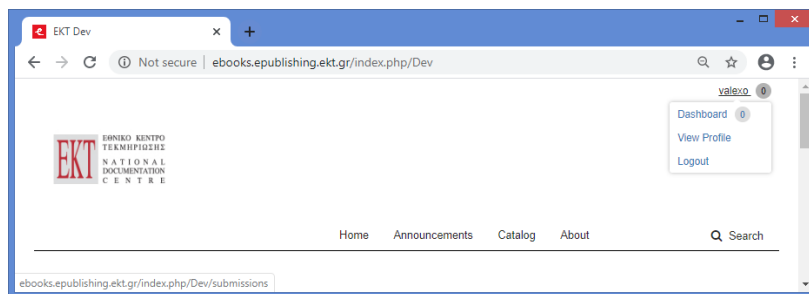 EKT Dev
Not secure | ebooks.epublishing.ekt.gr/index.php/Dev
valexo 0
Dashboard 0
View Profile
Logout
EKT
ΕΘΝΙΚΟ ΚΕΝΤΡΟ
ΤΕΚΜΗΡΙΩΣΗΣ
NATIONAL
DOCUMENTATION
CENTRE
Home Announcements Catalog About Search
ebooks.epublishing.ekt.gr/index.php/Dev/submissions